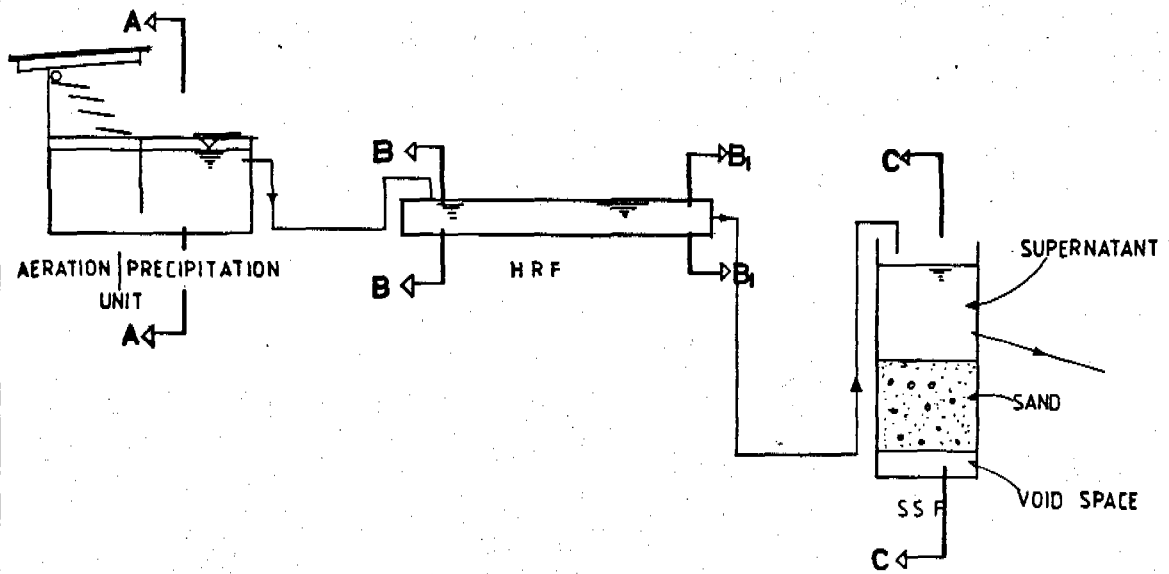 A
B
B1
C
SUPERNATANT
AERATION PRECIPITATION
UNIT
HRF
B
B1
A
SAND
VOID SPACE
SSF
C